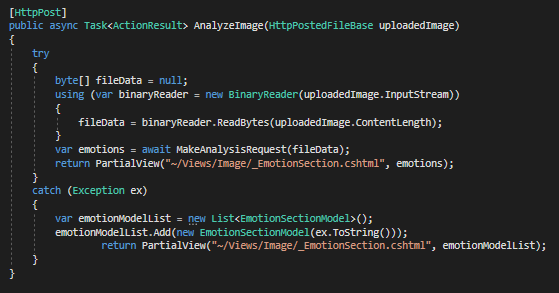 [HttpPost]
public async Task<ActionResult> AnalyzeImage(HttpPostedFileBase uploadedImage)
{
    try
    {
        byte[] fileData = null;
        using (var binaryReader = new BinaryReader(uploadedImage.InputStream))
        {
            fileData = binaryReader.ReadBytes(uploadedImage.ContentLength);
        }
        var emotions = await MakeAnalysisRequest(fileData);
        return PartialView("~/Views/Image/_EmotionSection.cshtml", emotions);
    }
    catch (Exception ex)
    {
        var emotionModelList = new List<EmotionSectionModel>();
        emotionModelList.Add(new EmotionSectionModel(ex.ToString()));
                return PartialView("~/Views/Image/_EmotionSection.cshtml", emotionModelList);
    }
}